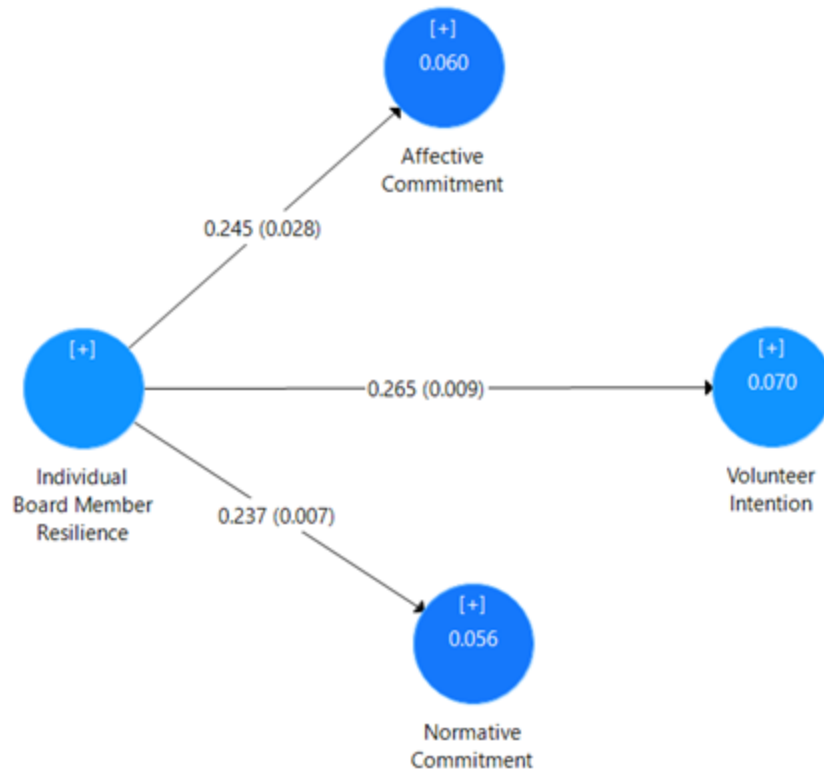 [+]
0.060
Affective
Commitment
0.245 (0.028)
[+]
Individual
Board Member
Resilience
0.265 (0.009)
[+]
0.070
Volunteer
Intention
0.237 (0.007)
[+]
0.056
Normative
Commitment